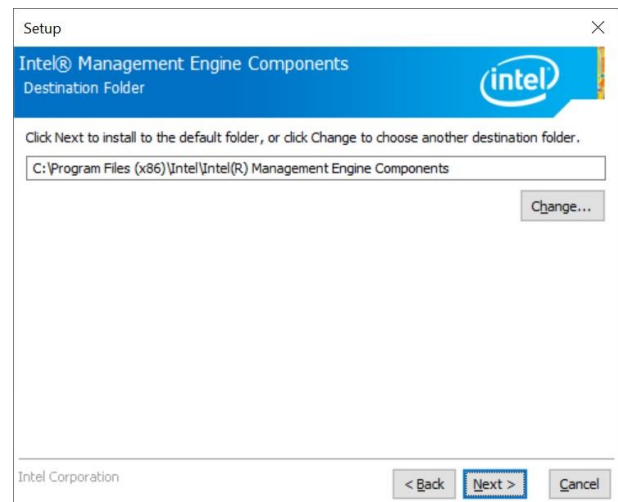 Setup
Intel® Management Engine Components
Destination Folder
intel
Click Next to install to the default folder, or click Change to choose another destination folder.
C:\Program Files (x86)\Intel\Intel(R) Management Engine Components
Change...
Intel Corporation
< Back Next > Cancel